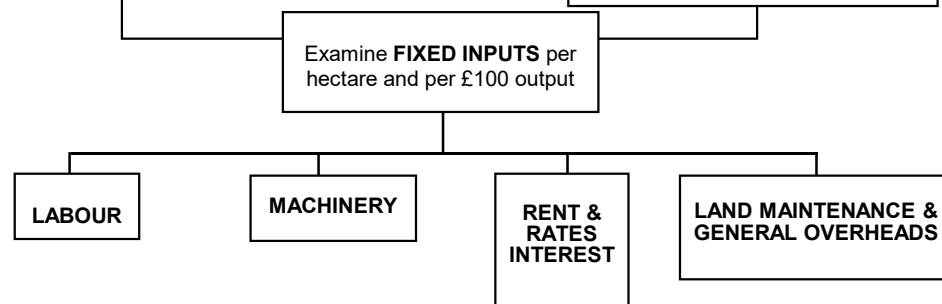 Examine FIXED INPUTS per
hectare and per £100 output
LABOUR
MACHINERY
RENT &
RATES
INTEREST
LAND MAINTENANCE &
GENERAL OVERHEADS